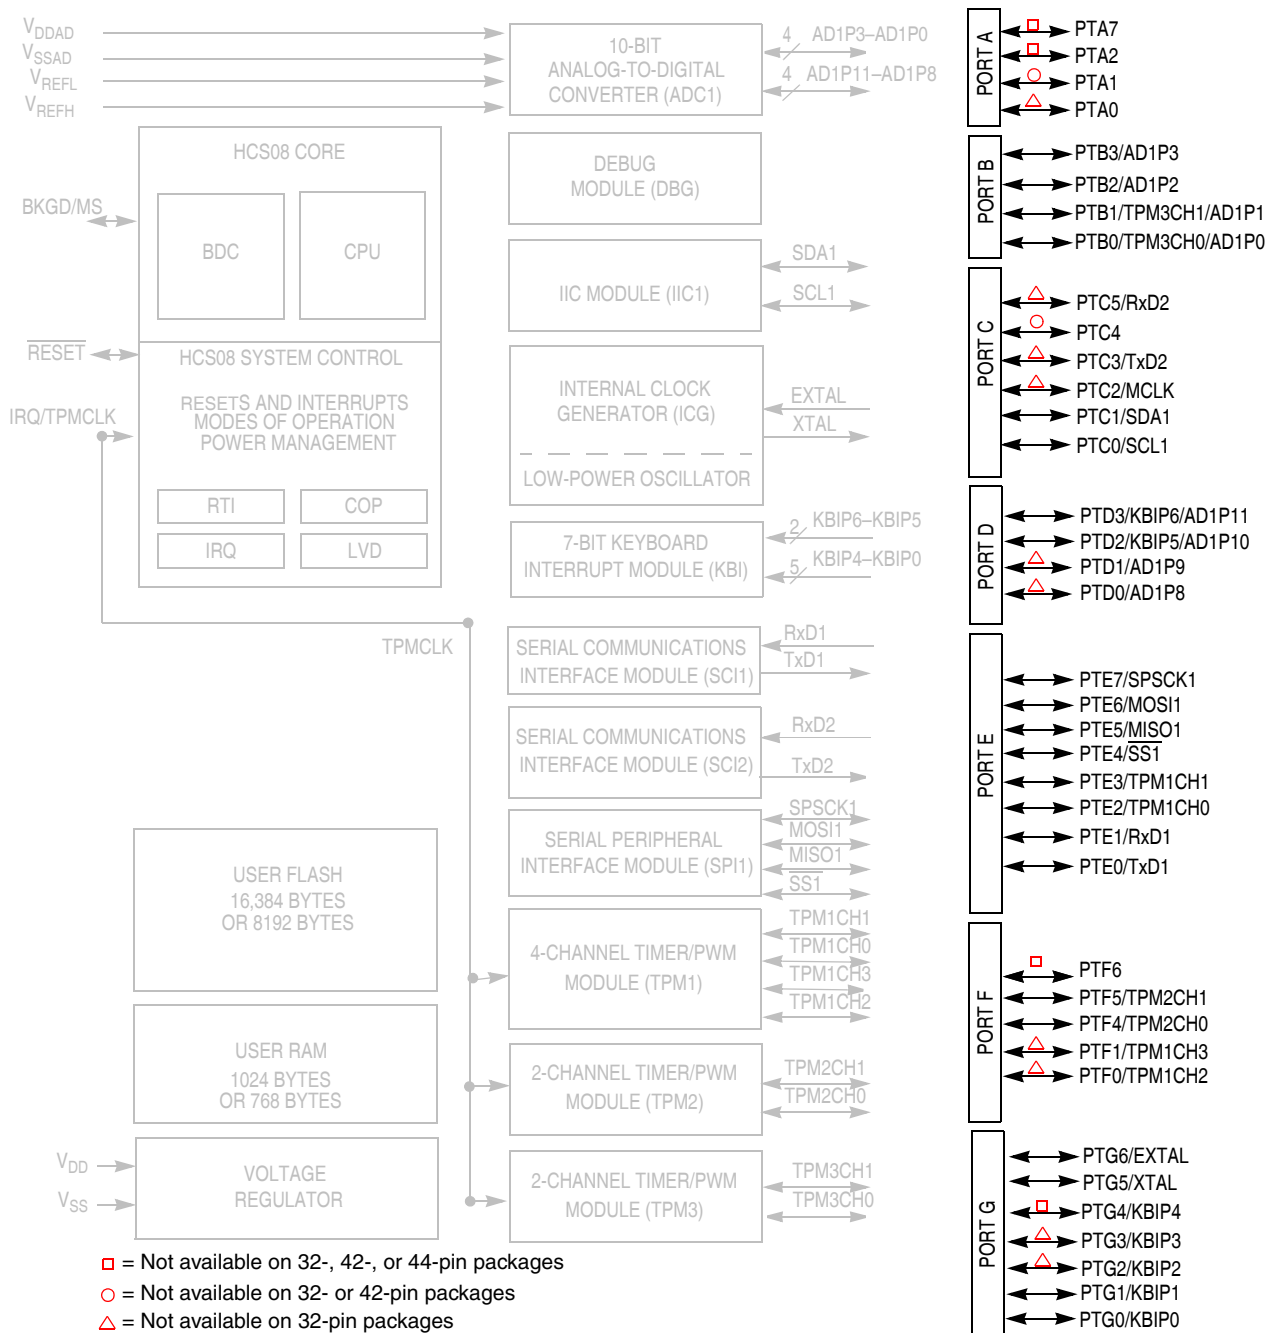 VDDAD
VSSAD
VREFL
VREFH
10-BIT
ANALOG-TO-DIGITAL
CONVERTER (ADC1)
4 AD1P3–AD1P0
4 AD1P11–AD1P8
HCS08 CORE
BDC
CPU
BKGD/MS
DEBUG
MODULE (DBG)
IIC MODULE (IIC1)
SDA1
SCL1
RESET
HCS08 SYSTEM CONTROL
RESETS AND INTERRUPTS
MODES OF OPERATION
POWER MANAGEMENT
IRQ/TPMCLK
RTI
COP
IRQ
LVD
INTERNAL CLOCK
GENERATOR (ICG)
LOW-POWER OSCILLATOR
EXTAL
XTAL
7-BIT KEYBOARD
INTERRUPT MODULE (KBI)
2 KBIP6–KBIP5
5 KBIP4–KBIP0
TPMCLK
SERIAL COMMUNICATIONS
INTERFACE MODULE (SCI1)
RxD1
TxD1
SERIAL COMMUNICATIONS
INTERFACE MODULE (SCI2)
RxD2
TxD2
SERIAL PERIPHERAL
INTERFACE MODULE (SPI1)
SPSCK1
MOSI1
MISO1
SS1
USER FLASH
16,384 BYTES
OR 8192 BYTES
4-CHANNEL TIMER/PWM
MODULE (TPM1)
TPM1CH1
TPM1CH0
TPM1CH3
TPM1CH2
USER RAM
1024 BYTES
OR 768 BYTES
2-CHANNEL TIMER/PWM
MODULE (TPM2)
TPM2CH1
TPM2CH0
VDD
VSS
VOLTAGE
REGULATOR
2-CHANNEL TIMER/PWM
MODULE (TPM3)
TPM3CH1
TPM3CH0
PORT A
PTA7
PTA2
PTA1
PTA0
PORT B
PTB3/AD1P3
PTB2/AD1P2
PTB1/TPM3CH1/AD1P1
PTB0/TPM3CH0/AD1P0
PORT C
PTC5/RxD2
PTC4
PTC3/TxD2
PTC2/MCLK
PTC1/SDA1
PTC0/SCL1
PORT D
PTD3/KBIP6/AD1P11
PTD2/KBIP5/AD1P10
PTD1/AD1P9
PTD0/AD1P8
PORT E
PTE7/SPSCK1
PTE6/MOSI1
PTE5/MISO1
PTE4/SS1
PTE3/TPM1CH1
PTE2/TPM1CH0
PTE1/RxD1
PTE0/TxD1
PORT F
PTF6
PTF5/TPM2CH1
PTF4/TPM2CH0
PTF1/TPM1CH3
PTF0/TPM1CH2
PORT G
PTG6/EXTAL
PTG5/XTAL
PTG4/KBIP4
PTG3/KBIP3
PTG2/KBIP2
PTG1/KBIP1
PTG0/KBIP0
= Not available on 32-, 42-, or 44-pin packages
= Not available on 32- or 42-pin packages
= Not available on 32-pin packages